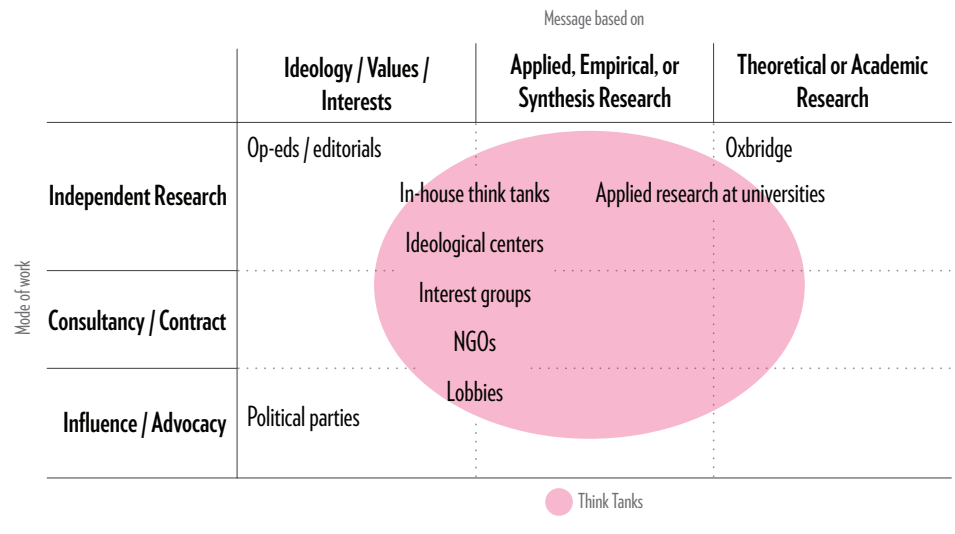 Message based on
Ideology / Values /
Interests
Applied, Empirical, or
Synthesis Research
Theoretical or Academic
Research
Mode of work
Independent Research
Op-eds / editorials
Oxbridge
In-house think tanks
Applied research at universities
Ideological centers
Consultancy / Contract
Interest groups
NGOs
Influence / Advocacy
Lobbies
Political parties
Think Tanks